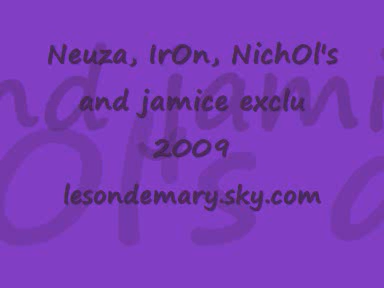 Neuza, IrOn, NichOl's
and jamice exclu
2009
lesondemary.sky.com